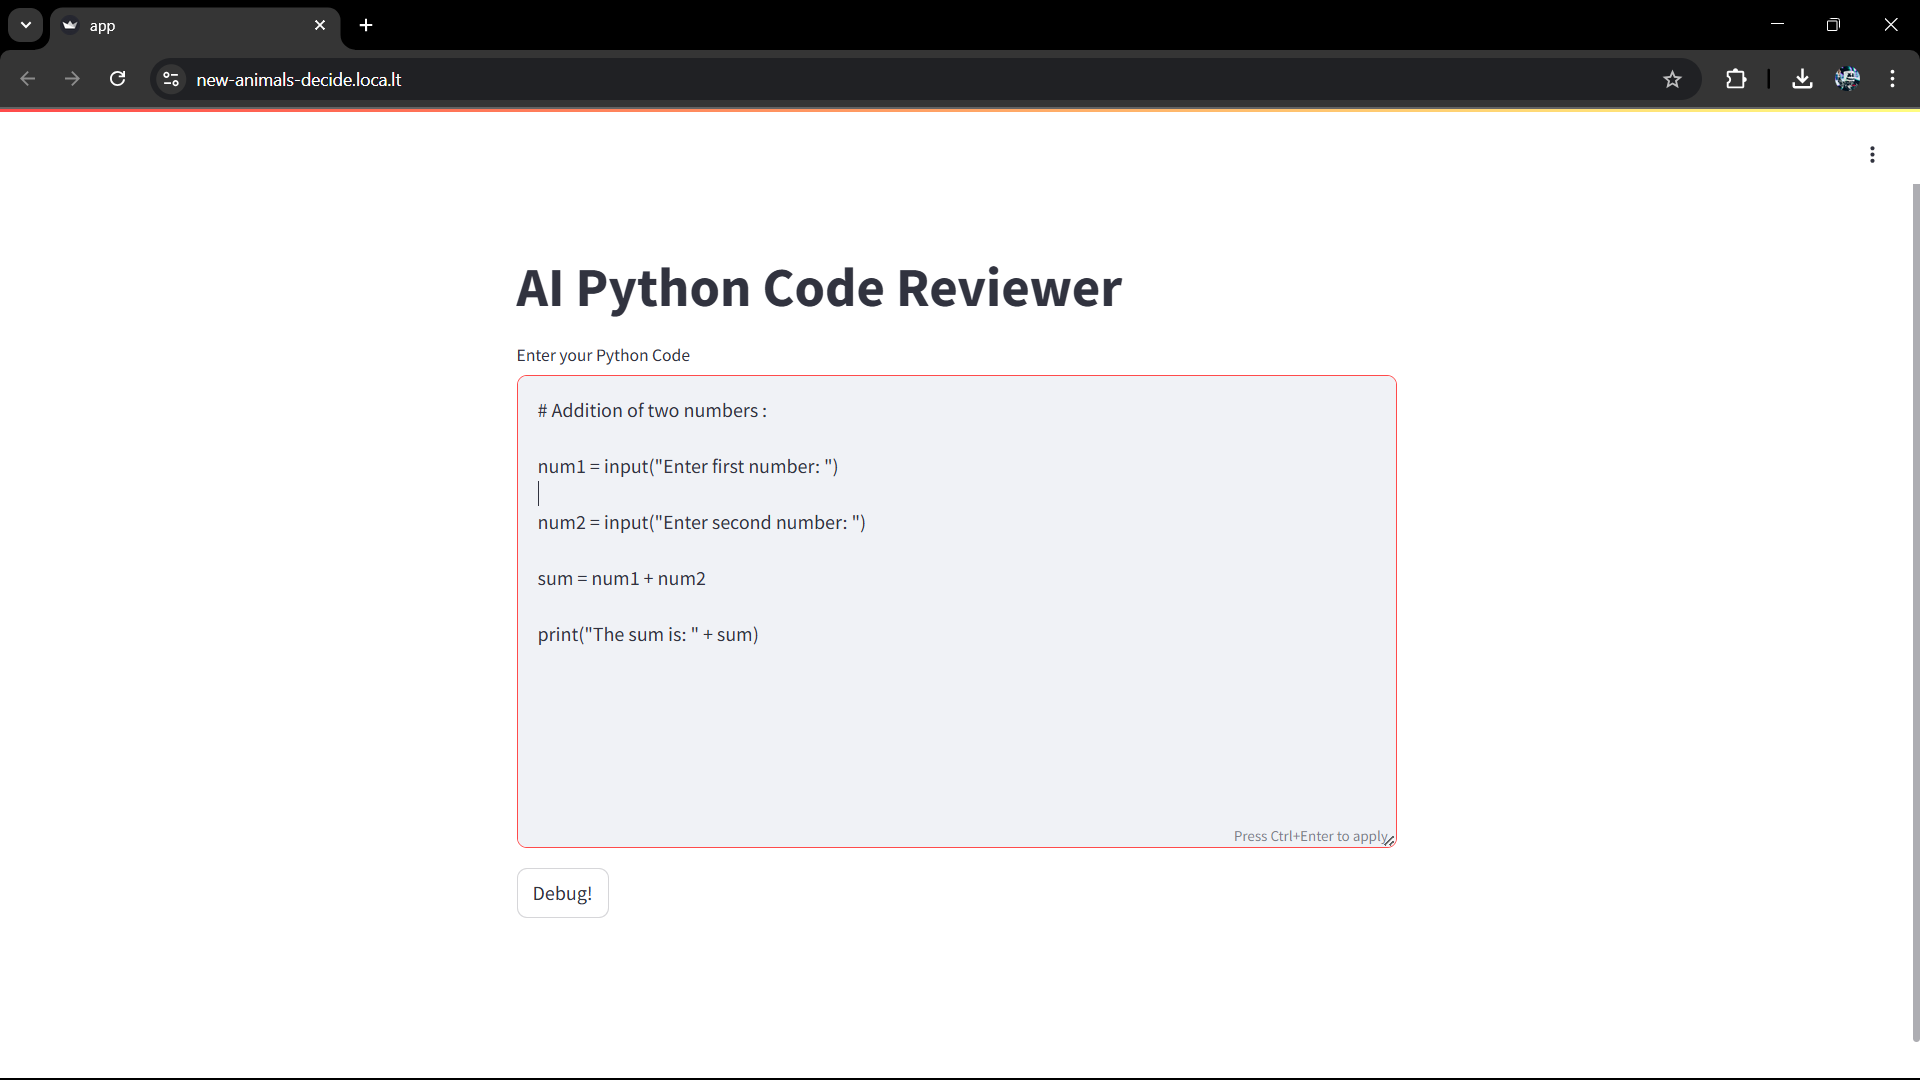 app
new-animals-decide.loca.lt
AI Python Code Reviewer
Enter your Python Code
# Addition of two numbers :
num1 = input("Enter first number: ")
num2 = input("Enter second number: ")
sum = num1 + num2
print("The sum is: " + sum)
Press Ctrl+Enter to apply
Debug!